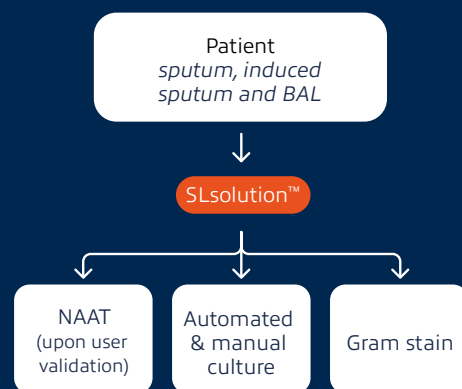 Patient
sputum, induced
sputum and BAL
SLsolution™
NAAT
(upon user
validation)
Automated
& manual
culture
Gram stain